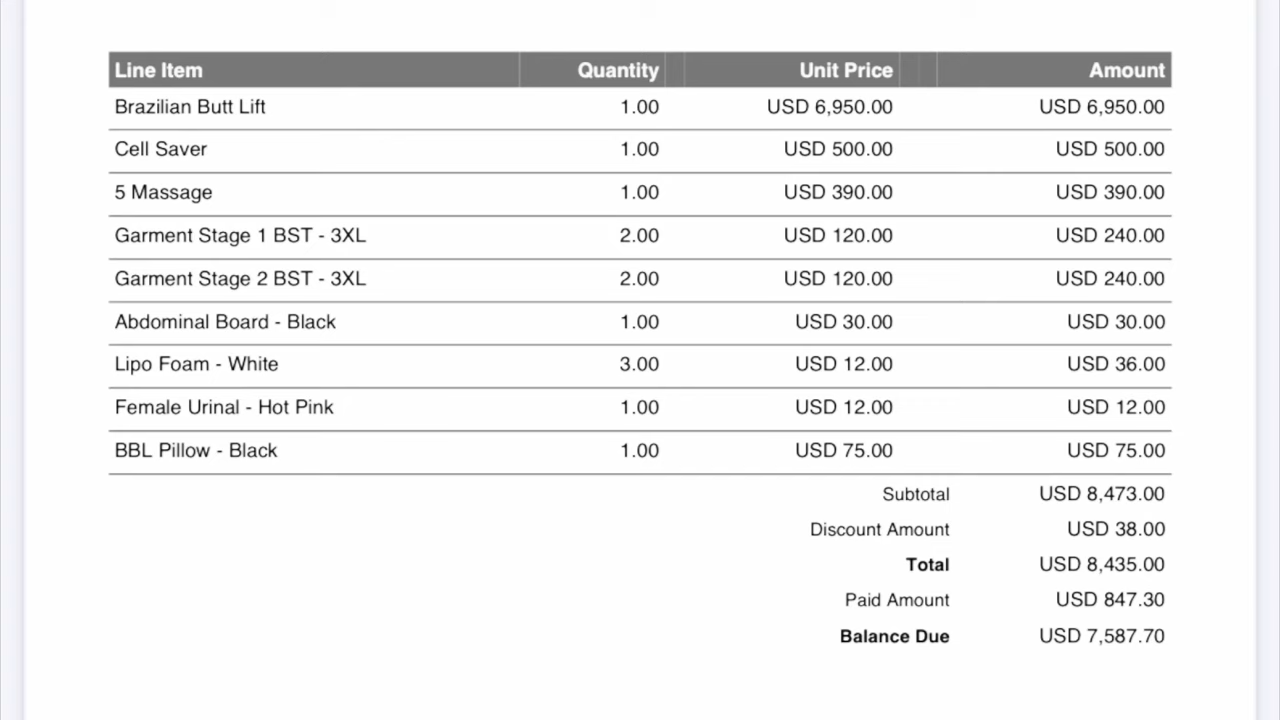 Line Item Quantity Unit Price Amount
Brazilian Butt Lift 1.00 USD 6,950.00 USD 6,950.00
Cell Saver 1.00 USD 500.00 USD 500.00
5 Massage 1.00 USD 390.00 USD 390.00
Garment Stage 1 BST - 3XL 2.00 USD 120.00 USD 240.00
Garment Stage 2 BST - 3XL 2.00 USD 120.00 USD 240.00
Abdominal Board - Black 1.00 USD 30.00 USD 30.00
Lipo Foam - White 3.00 USD 12.00 USD 36.00
Female Urinal - Hot Pink 1.00 USD 12.00 USD 12.00
BBL Pillow - Black 1.00 USD 75.00 USD 75.00
Subtotal USD 8,473.00
Discount Amount USD 38.00
Total USD 8,435.00
Paid Amount USD 847.30
Balance Due USD 7,587.70